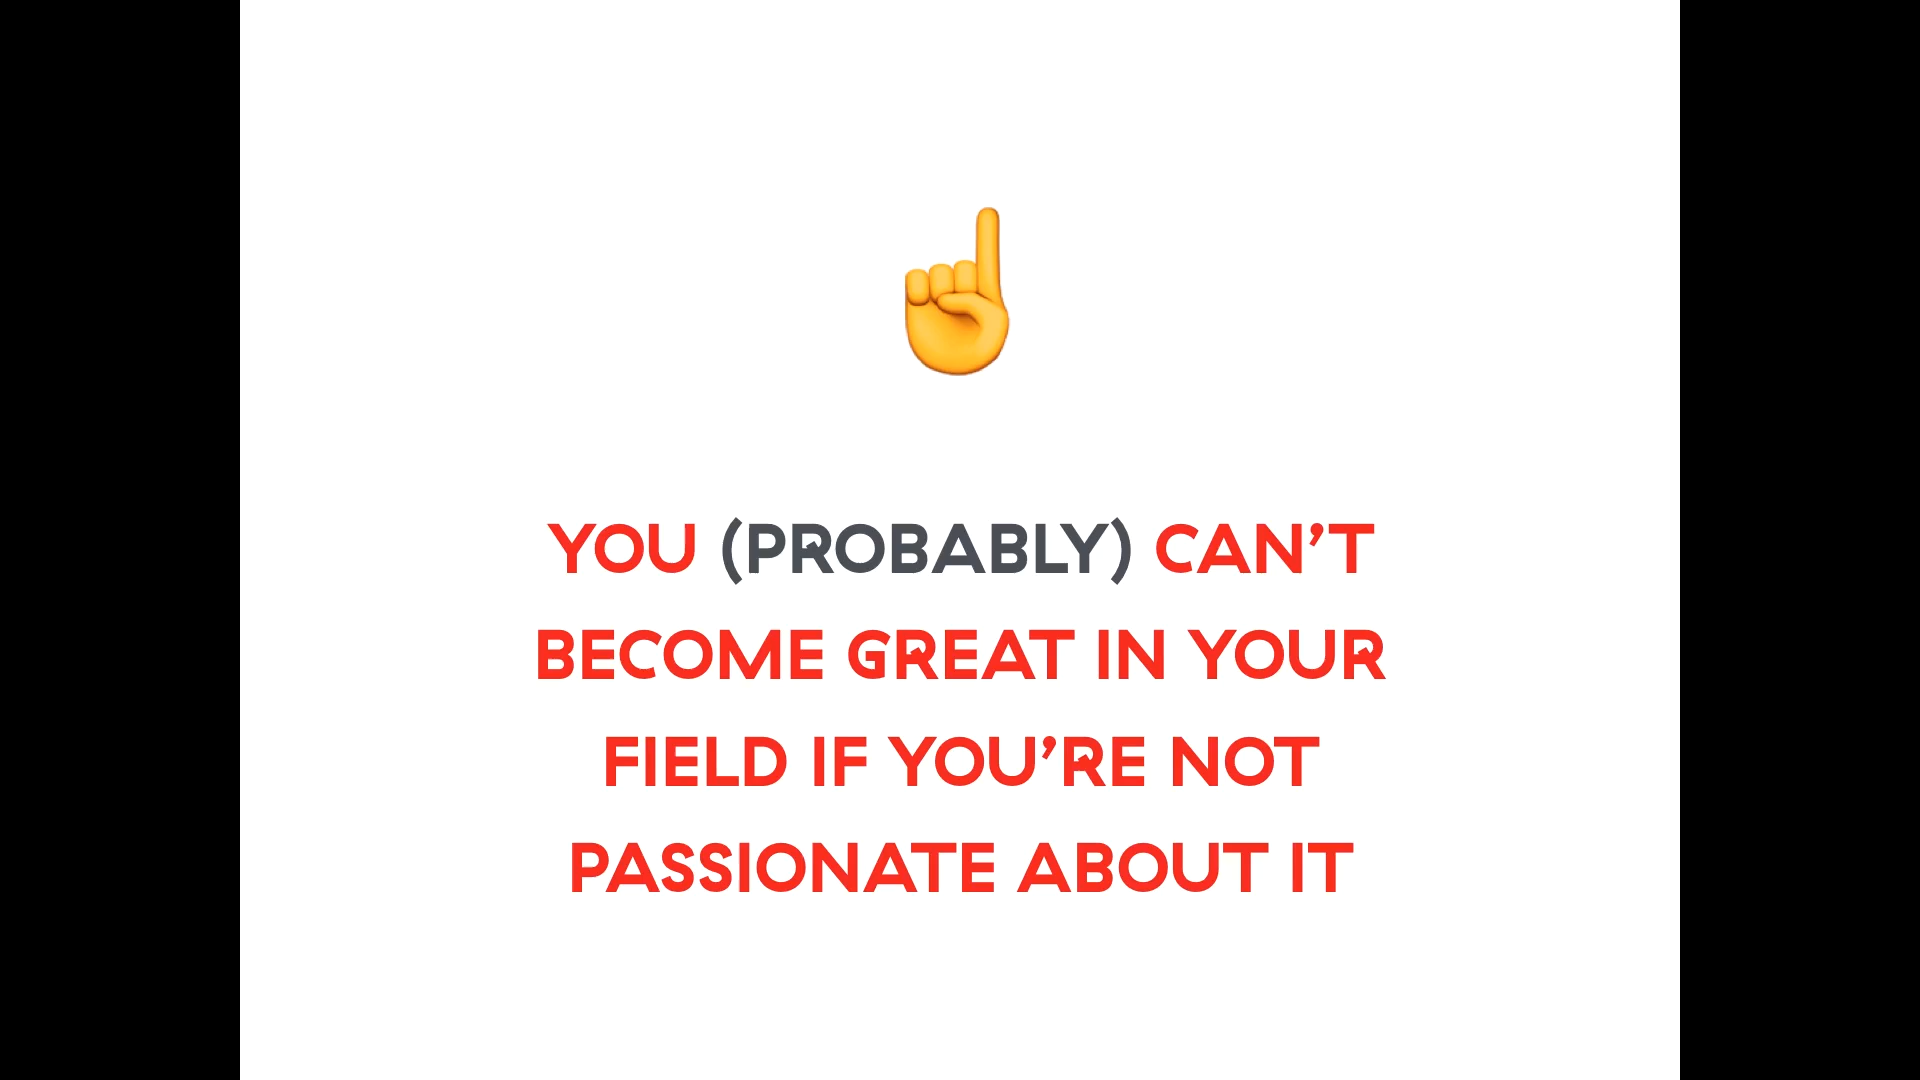 YOU (PROBABLY) CAN’T
BECOME GREAT IN YOUR
FIELD IF YOU’RE NOT
PASSIONATE ABOUT IT